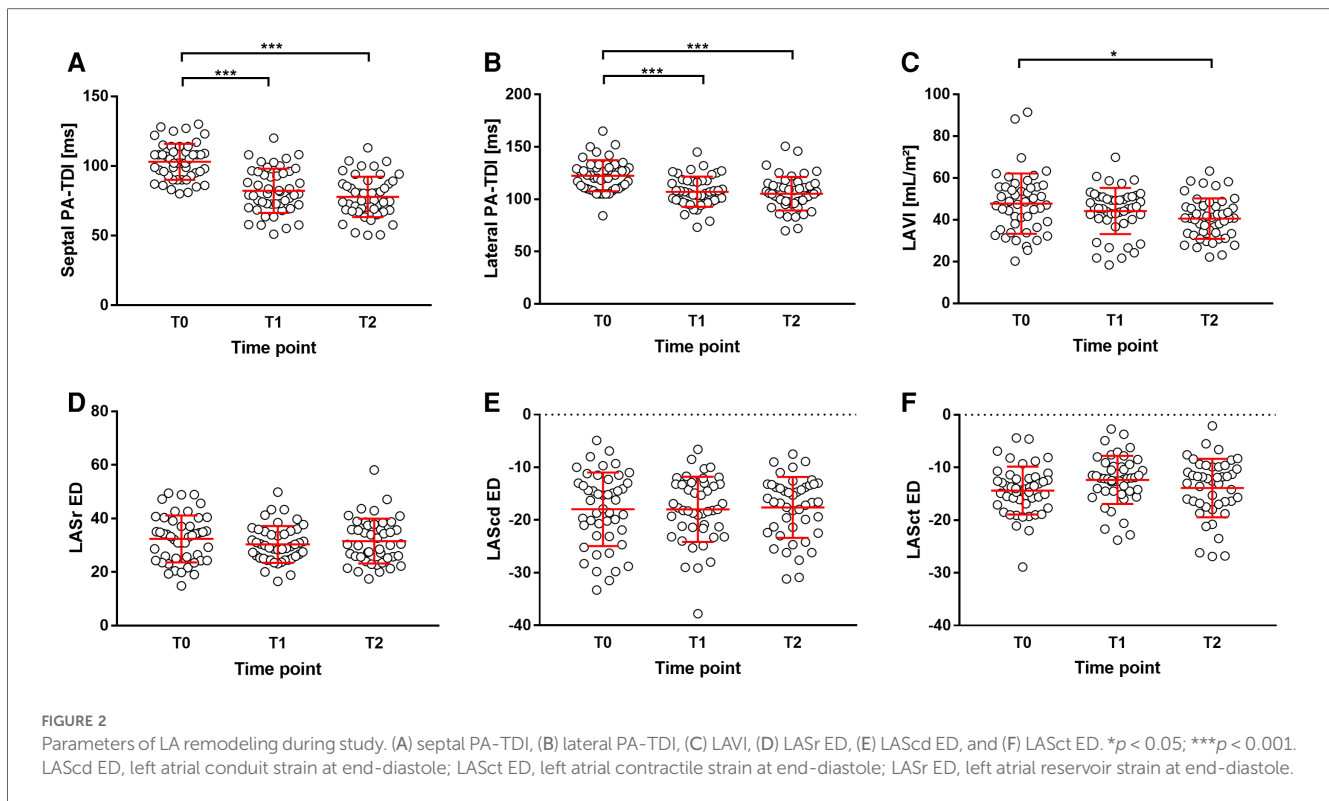 A
***
***
Septal PA-TDI [ms]
150
100
50
0
T0 T1 T2
Time point
B
***
***
Lateral PA-TDI [ms]
200
150
100
50
0
T0 T1 T2
Time point
C
*
LAVI [mL/m²]
100
80
60
40
20
0
T0 T1 T2
Time point
D
LASr ED
80
60
40
20
0
T0 T1 T2
Time point
E
LAScd ED
0
-10
-20
-30
-40
T0 T1 T2
Time point
F
LASct ED
0
-10
-20
-30
-40
T0 T1 T2
Time point
FIGURE 2
Parameters of LA remodeling during study. (A) septal PA-TDI, (B) lateral PA-TDI, (C) LAVI, (D) LASr ED, (E) LAScd ED, and (F) LASct ED. *p < 0.05; ***p < 0.001.
LAScd ED, left atrial conduit strain at end-diastole; LASct ED, left atrial contractile strain at end-diastole; LASr ED, left atrial reservoir strain at end-diastole.